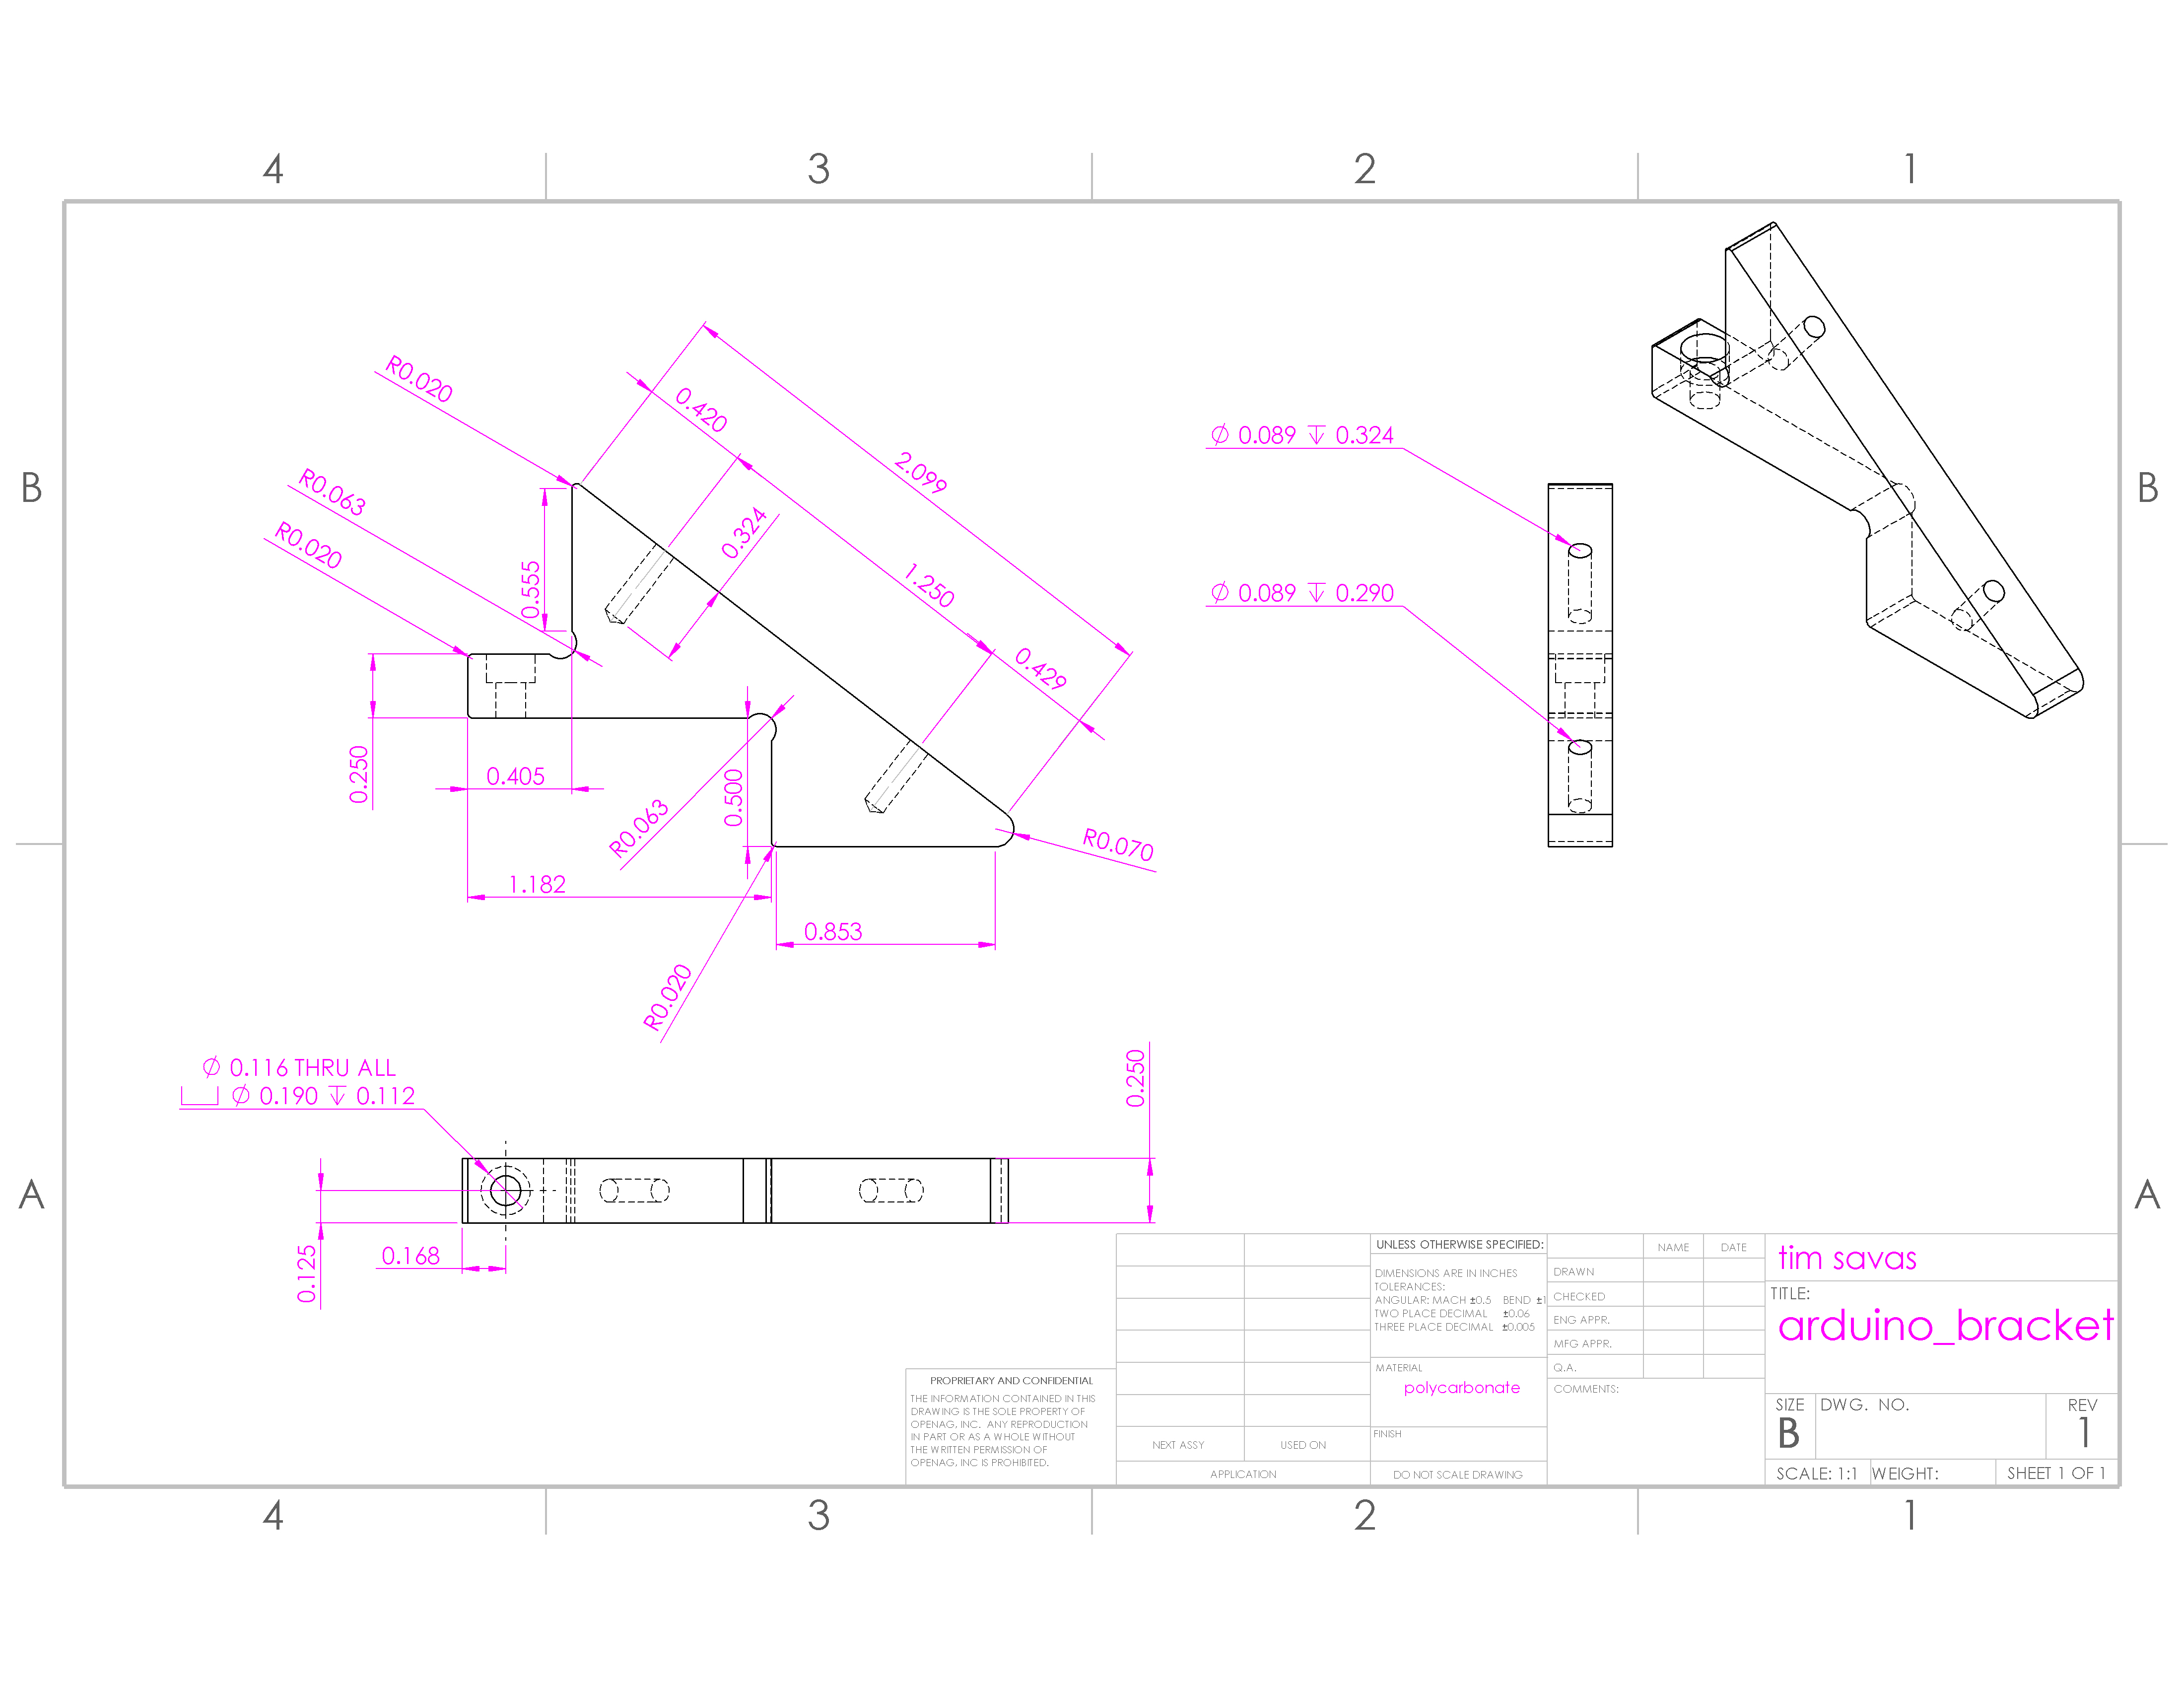 4 3 2 1
B B
R0.020
R0.063
R0.020
0.420
2.099
0.324
0.555
1.250
0.429
0.250
0.405
0.500
R0.063
R0.070
1.182
0.853
R0.020
∅ 0.089 ↧ 0.324
∅ 0.089 ↧ 0.290
∅ 0.116 THRU ALL
⌴ ∅ 0.190 ↧ 0.112
0.250
0.125
0.168
A A
UNLESS OTHERWISE SPECIFIED:
DIMENSIONS ARE IN INCHES
TOLERANCES:
ANGULAR: MACH ±0.5 BEND ±1
TWO PLACE DECIMAL ±0.06
THREE PLACE DECIMAL ±0.005
MATERIAL
polycarbonate
FINISH
DO NOT SCALE DRAWING
NAME DATE
DRAWN
CHECKED
ENG APPR.
MFG APPR.
Q.A.
COMMENTS:
tim savas
TITLE:
arduino_bracket
SIZE DWG. NO. REV
B 1
SCALE: 1:1 WEIGHT: SHEET 1 OF 1
PROPRIETARY AND CONFIDENTIAL
THE INFORMATION CONTAINED IN THIS
DRAWING IS THE SOLE PROPERTY OF
OPENAG, INC. ANY REPRODUCTION
IN PART OR AS A WHOLE WITHOUT
THE WRITTEN PERMISSION OF
OPENAG, INC IS PROHIBITED.
NEXT ASSY USED ON
APPLICATION
4 3 2 1